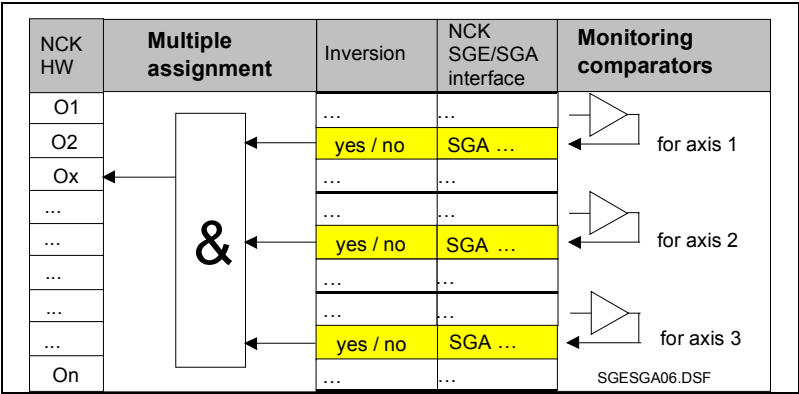 NCK HW | Multiple assignment | Inversion | NCK SGE/SGA interface | Monitoring comparators
O1 | ... | ...
O2 | yes / no | SGA ... | for axis 1
Ox | ... | ...
... | ... | ...
... | & | yes / no | SGA ... | for axis 2
... | ... | ...
... | ... | ...
... | yes / no | SGA ... | for axis 3
On | ... | ... | SGESGA06.DSF